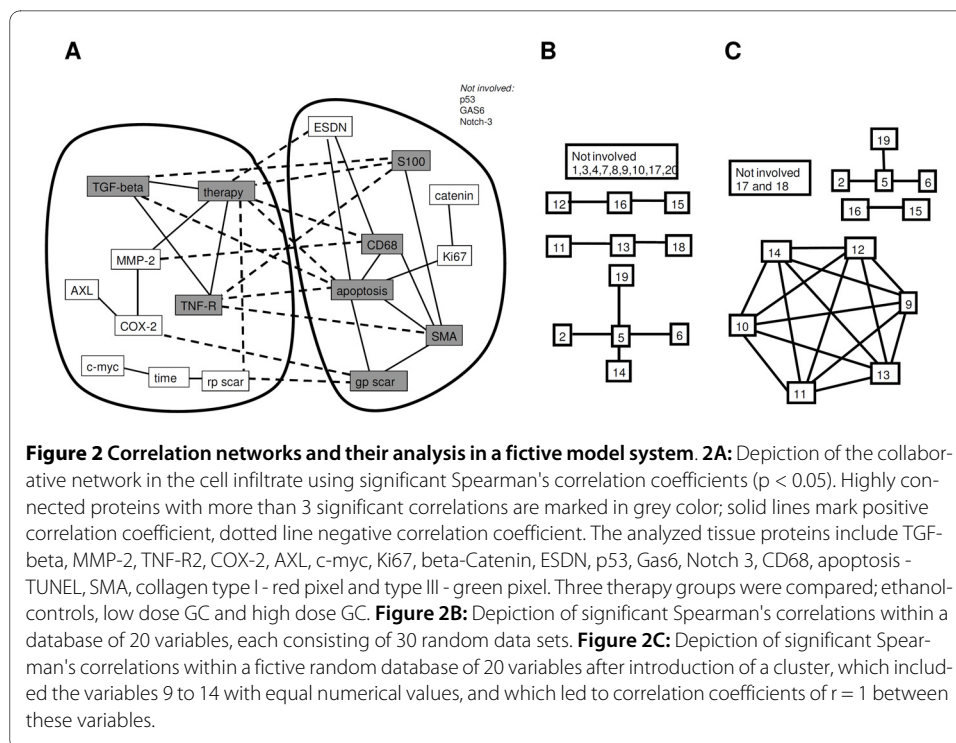 A
B
C
Not involved:
p53
GAS6
Notch-3
ESDN
S100
TGF-beta
therapy
catenin
CD68
Ki67
MMP-2
AXL
TNF-R
apoptosis
COX-2
SMA
c-myc
time
rp scar
gp scar
Not involved
1,3,4,7,8,9,10,17,20
12
16
15
11
13
18
19
2
5
6
14
Not involved
17 and 18
19
2
5
6
16
15
14
12
9
10
13
11
Figure 2 Correlation networks and their analysis in a fictive model system. 2A: Depiction of the collabor-
ative network in the cell infiltrate using significant Spearman's correlation coefficients (p < 0.05). Highly con-
nected proteins with more than 3 significant correlations are marked in grey color; solid lines mark positive
correlation coefficient, dotted line negative correlation coefficient. The analyzed tissue proteins include TGF-
beta, MMP-2, TNF-R2, COX-2, AXL, c-myc, Ki67, beta-Catenin, ESDN, p53, Gas6, Notch 3, CD68, apoptosis -
TUNEL, SMA, collagen type I - red pixel and type III - green pixel. Three therapy groups were compared; ethanol-
controls, low dose GC and high dose GC. Figure 2B: Depiction of significant Spearman's correlations within a
database of 20 variables, each consisting of 30 random data sets. Figure 2C: Depiction of significant Spear-
man's correlations within a fictive random database of 20 variables after introduction of a cluster, which includ-
ed the variables 9 to 14 with equal numerical values, and which led to correlation coefficients of r = 1 between
these variables.